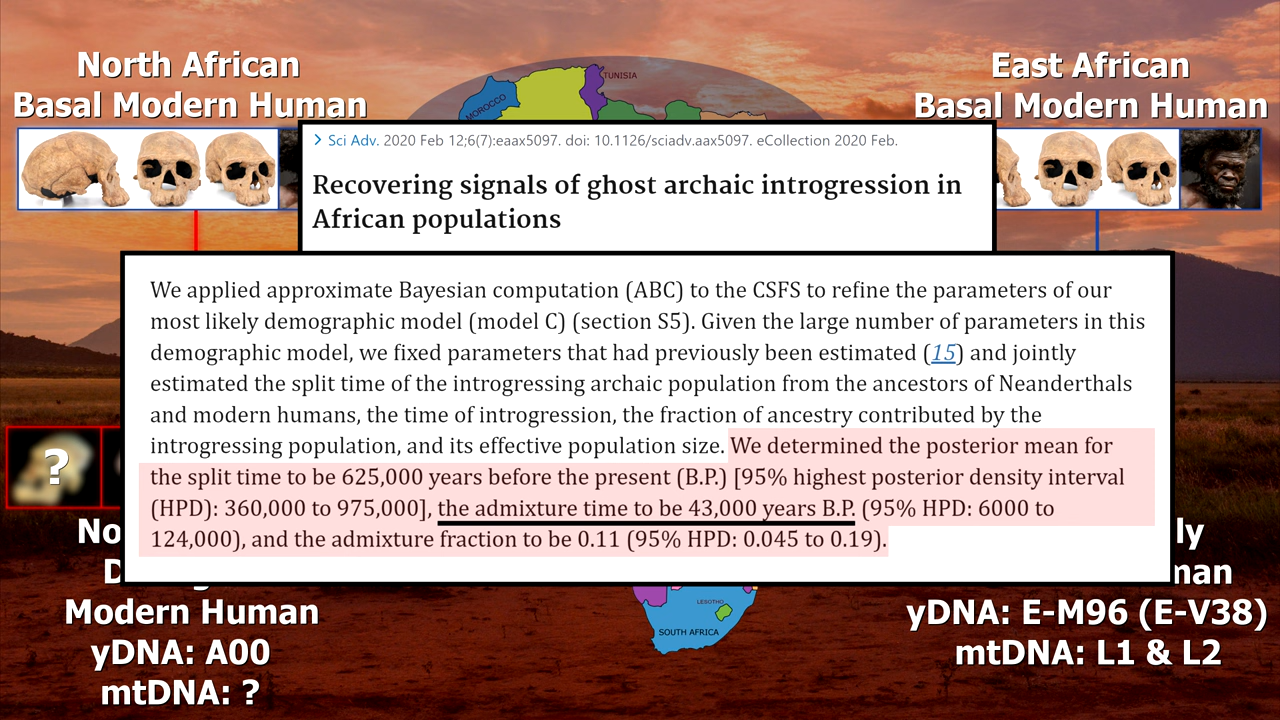 North African
Basal Modern Human
East African
Basal Modern Human
MOROCCO
TUNISIA
Sci Adv. 2020 Feb 12;6(7):eaax5097. doi: 10.1126/sciadv.aax5097. eCollection 2020 Feb.
Recovering signals of ghost archaic introgression in
African populations
We applied approximate Bayesian computation (ABC) to the CSFS to refine the parameters of our
most likely demographic model (model C) (section S5). Given the large number of parameters in this
demographic model, we fixed parameters that had previously been estimated (15) and jointly
estimated the split time of the introgressing archaic population from the ancestors of Neanderthals
and modern humans, the time of introgression, the fraction of ancestry contributed by the
introgressing population, and its effective population size. We determined the posterior mean for
the split time to be 625,000 years before the present (B.P.) [95% highest posterior density interval
(HPD): 360,000 to 975,000], the admixture time to be 43,000 years B.P. (95% HPD: 6000 to
124,000), and the admixture fraction to be 0.11 (95% HPD: 0.045 to 0.19).
?
No
D
Modern Human
yDNA: A00
mtDNA: ?
LESOTHO
SOUTH AFRICA
ly
man
yDNA: E-M96 (E-V38)
mtDNA: L1 & L2